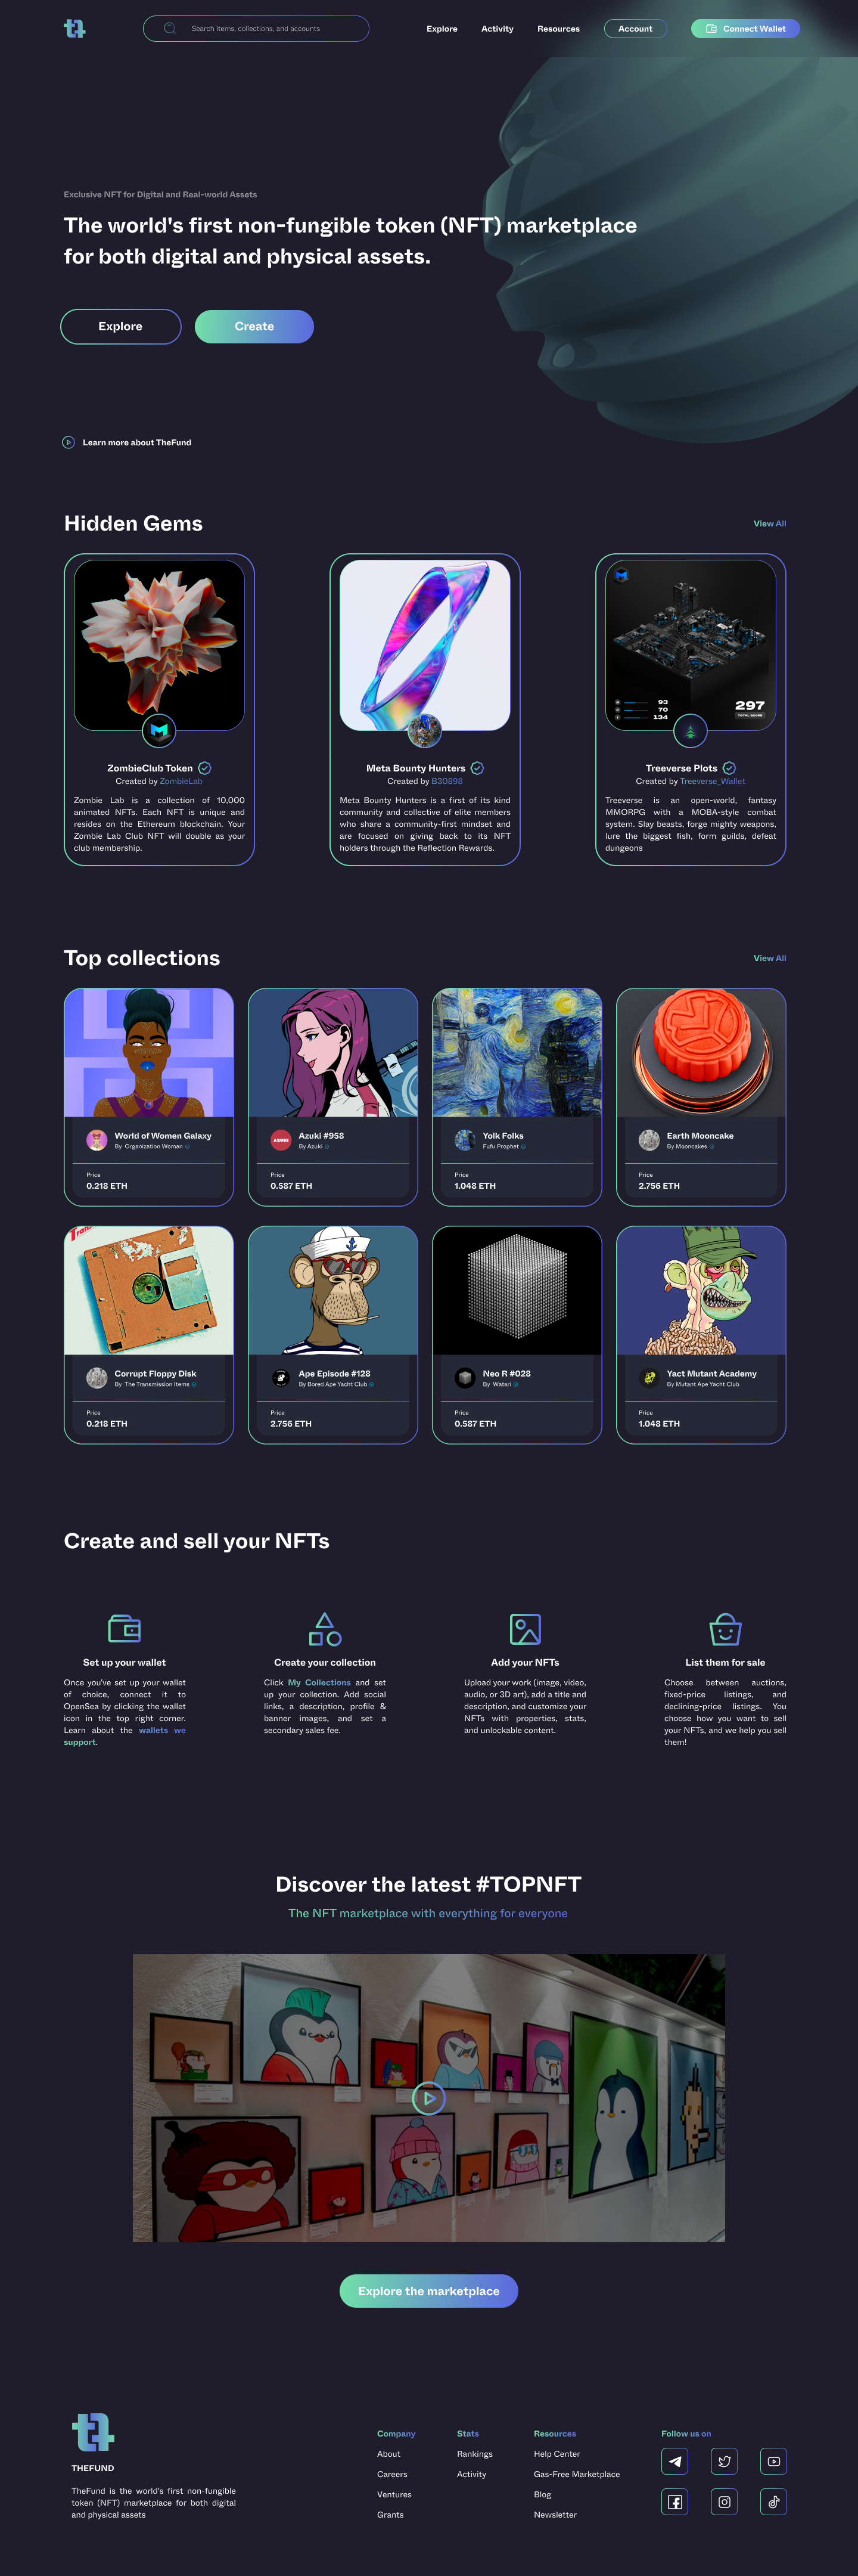 Search items, collections, and accounts
Explore
Activity
Resources
Account
Connect Wallet
Exclusive NFT for Digital and Real-world Assets
The world's first non-fungible token (NFT) marketplace
for both digital and physical assets.
Explore
Create
Learn more about TheFund
Hidden Gems
View All
93
70
134
297
TOTAL SCORE
ZombieClub Token
Created by ZombieLab
Zombie Lab is a collection of 10,000
animated NFTs. Each NFT is unique and
resides on the Ethereum blockchain. Your
Zombie Lab Club NFT will double as your
club membership.
Meta Bounty Hunters
Created by B30898
Meta Bounty Hunters is a first of its kind
community and collective of elite members
who share a community-first mindset and
are focused on giving back to its NFT
holders through the Reflection Rewards.
Treeverse Plots
Created by Treeverse_Wallet
Treeverse is an open-world, fantasy
MMORPG with a MOBA-style combat
system. Slay beasts, forge mighty weapons,
lure the biggest fish, form guilds, defeat
dungeons
Top collections
View All
World of Women Galaxy
By Organization Woman
Price
0.218 ETH
AZUKI
Azuki #958
By Azuki
Price
0.587 ETH
Yolk Folks
Fufu Prophet
Price
1.048 ETH
Earth Mooncake
By Mooncakes
Price
2.756 ETH
Corrupt Floppy Disk
By The Transmission Items
Price
0.218 ETH
Ape Episode #128
By Bored Ape Yacht Club
Price
2.756 ETH
Neo R #028
By Watari
Price
0.587 ETH
Yact Mutant Academy
By Mutant Ape Yacht Club
Price
1.048 ETH
Create and sell your NFTs
Set up your wallet
Once you've set up your wallet
of choice, connect it to
OpenSea by clicking the wallet
icon in the top right corner.
Learn about the wallets we
support.
Create your collection
Click My Collections and set
up your collection. Add social
links, a description, profile &
banner images, and set a
secondary sales fee.
Add your NFTs
Upload your work (image, video,
audio, or 3D art), add a title and
description, and customize your
NFTs with properties, stats,
and unlockable content.
List them for sale
Choose between auctions,
fixed-price listings, and
declining-price listings. You
choose how you want to sell
your NFTs, and we help you sell
them!
Discover the latest #TOPNFT
The NFT marketplace with everything for everyone
Explore the marketplace
THEFUND
TheFund is the world's first non-fungible
token (NFT) marketplace for both digital
and physical assets
Company
About
Careers
Ventures
Grants
Stats
Rankings
Activity
Resources
Help Center
Gas-Free Marketplace
Blog
Newsletter
Follow us on